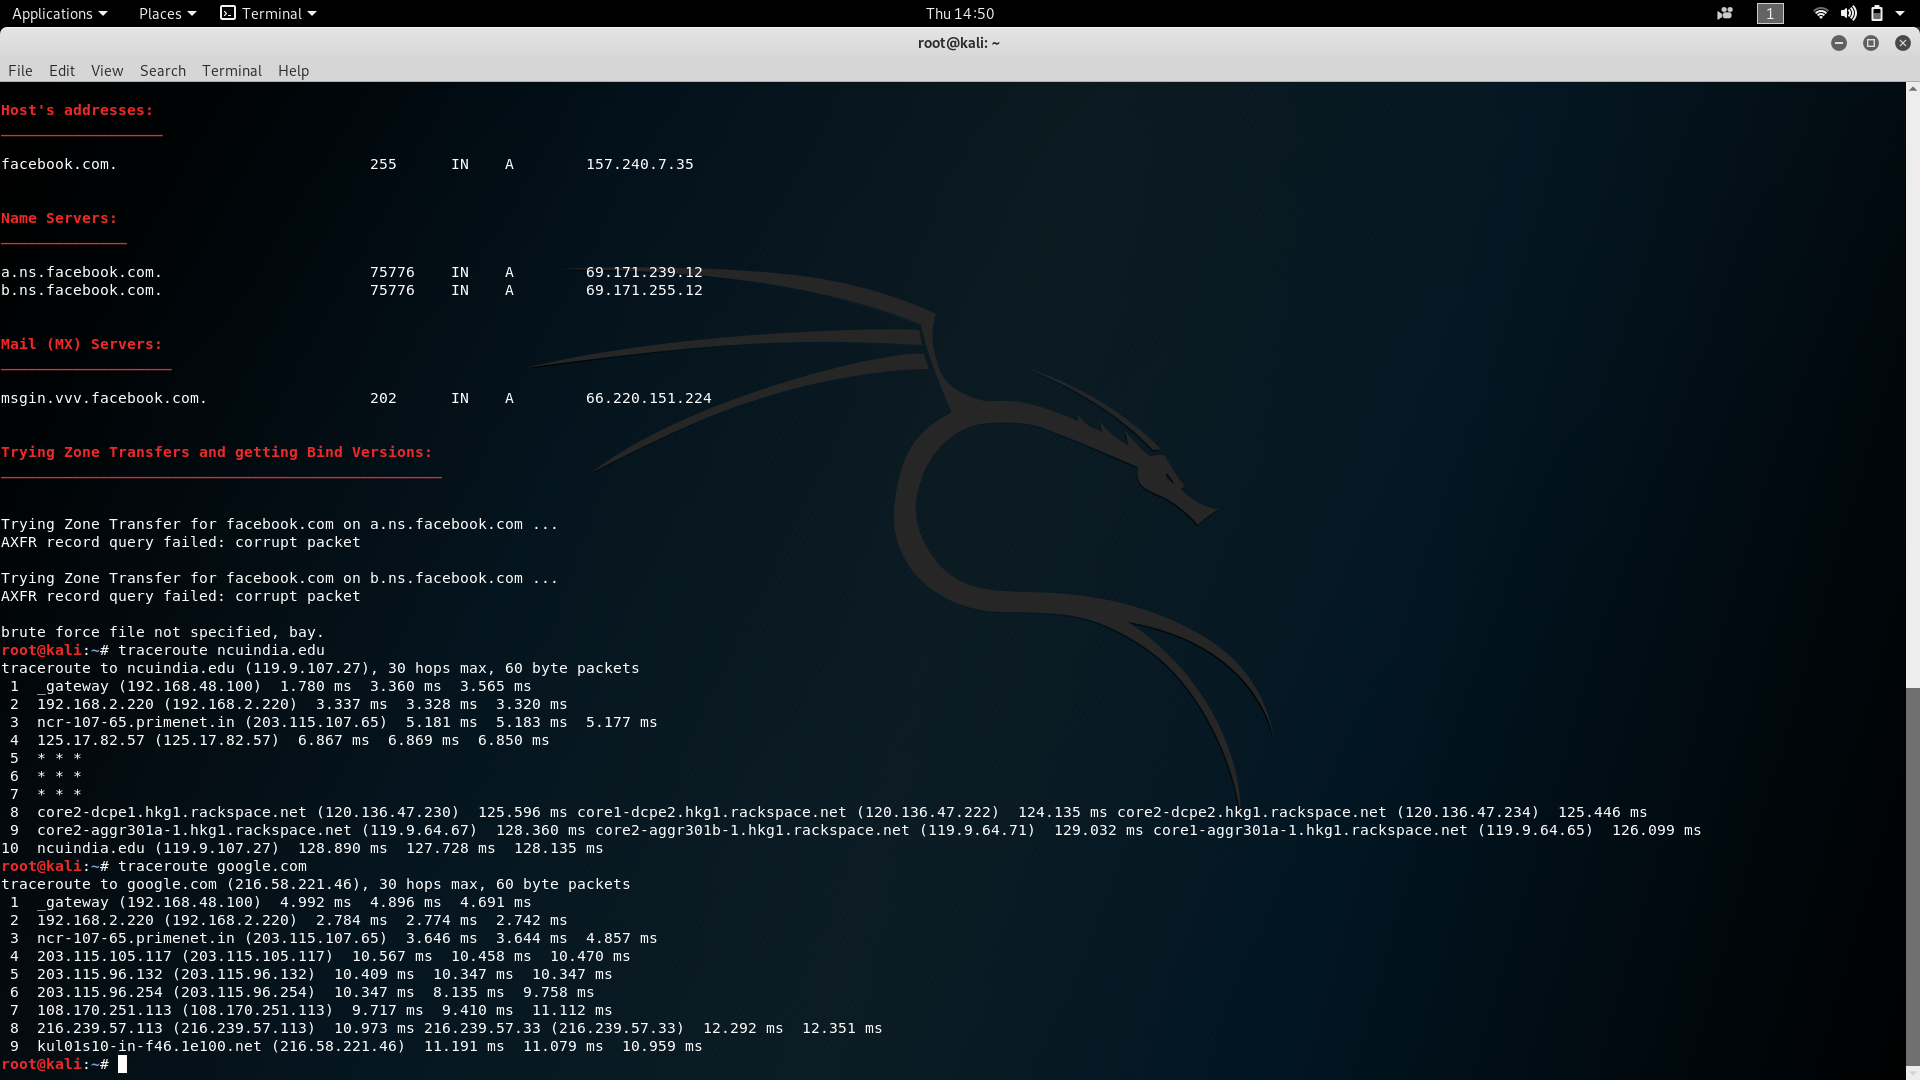 Applications Places Terminal Thu 14:50 1
root@kali: ~
File Edit View Search Terminal Help
Host's addresses:
__________________
facebook.com. 255 IN A 157.240.7.35
Name Servers:
______________
a.ns.facebook.com. 75776 IN A 69.171.239.12
b.ns.facebook.com. 75776 IN A 69.171.255.12
Mail (MX) Servers:
___________________
msgin.vvv.facebook.com. 202 IN A 66.220.151.224
Trying Zone Transfers and getting Bind Versions:
_________________________________________________
Trying Zone Transfer for facebook.com on a.ns.facebook.com ...
AXFR record query failed: corrupt packet
Trying Zone Transfer for facebook.com on b.ns.facebook.com ...
AXFR record query failed: corrupt packet
brute force file not specified, bay.
root@kali:~# traceroute ncuindia.edu
traceroute to ncuindia.edu (119.9.107.27), 30 hops max, 60 byte packets
1 _gateway (192.168.48.100) 1.780 ms 3.360 ms 3.565 ms
2 192.168.2.220 (192.168.2.220) 3.337 ms 3.328 ms 3.320 ms
3 ncr-107-65.primenet.in (203.115.107.65) 5.181 ms 5.183 ms 5.177 ms
4 125.17.82.57 (125.17.82.57) 6.867 ms 6.869 ms 6.850 ms
5 * * *
6 * * *
7 * * *
8 core2-dcpe1.hkg1.rackspace.net (120.136.47.230) 125.596 ms core1-dcpe2.hkg1.rackspace.net (120.136.47.222) 124.135 ms core2-dcpe2.hkg1.rackspace.net (120.136.47.234) 125.446 ms
9 core2-aggr301a-1.hkg1.rackspace.net (119.9.64.67) 128.360 ms core2-aggr301b-1.hkg1.rackspace.net (119.9.64.71) 129.032 ms core1-aggr301a-1.hkg1.rackspace.net (119.9.64.65) 126.099 ms
10 ncuindia.edu (119.9.107.27) 128.890 ms 127.728 ms 128.135 ms
root@kali:~# traceroute google.com
traceroute to google.com (216.58.221.46), 30 hops max, 60 byte packets
1 _gateway (192.168.48.100) 4.992 ms 4.896 ms 4.691 ms
2 192.168.2.220 (192.168.2.220) 2.784 ms 2.774 ms 2.742 ms
3 ncr-107-65.primenet.in (203.115.107.65) 3.646 ms 3.644 ms 4.857 ms
4 203.115.105.117 (203.115.105.117) 10.567 ms 10.458 ms 10.470 ms
5 203.115.96.132 (203.115.96.132) 10.409 ms 10.347 ms 10.347 ms
6 203.115.96.254 (203.115.96.254) 10.347 ms 8.135 ms 9.758 ms
7 108.170.251.113 (108.170.251.113) 9.717 ms 9.410 ms 11.112 ms
8 216.239.57.113 (216.239.57.113) 10.973 ms 216.239.57.33 (216.239.57.33) 12.292 ms 12.351 ms
9 kul01s10-in-f46.1e100.net (216.58.221.46) 11.191 ms 11.079 ms 10.959 ms
root@kali:~#